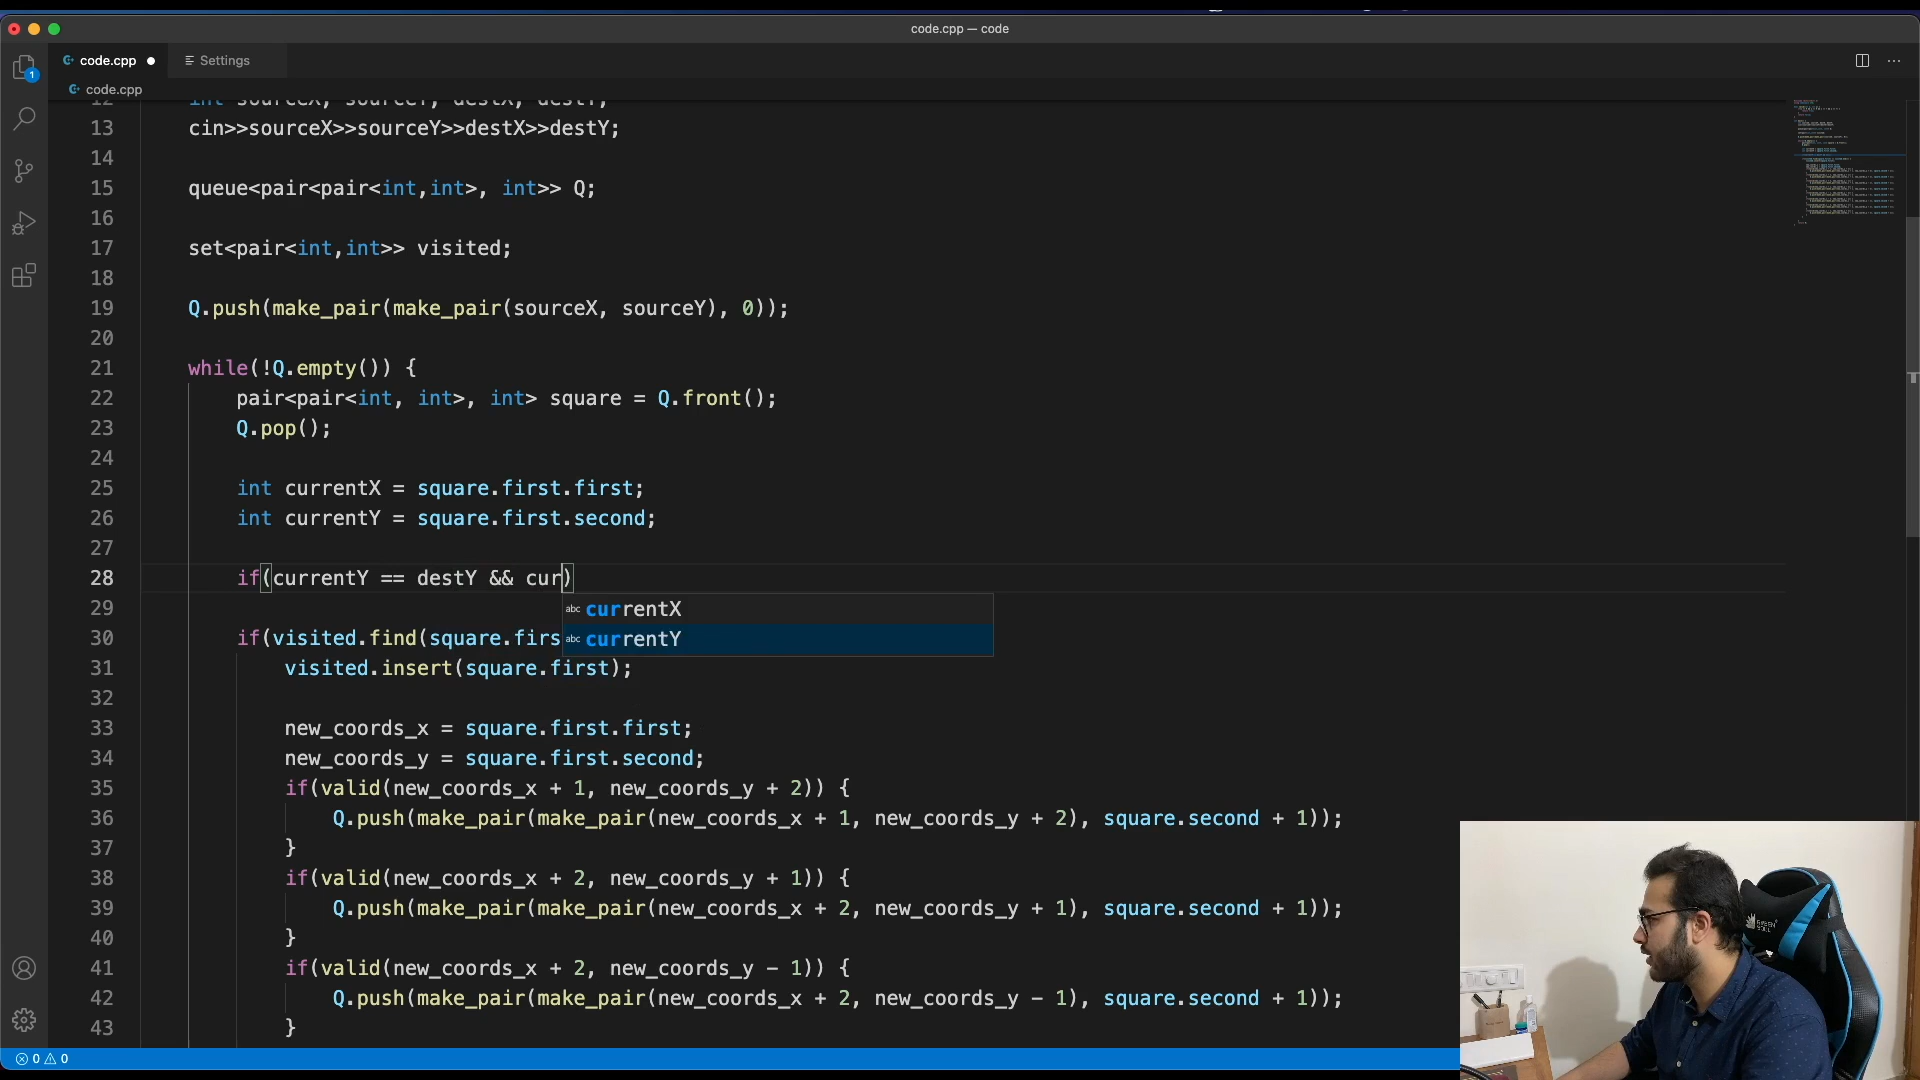 code.cpp — code
code.cpp
Settings
code.cpp
1
12 int sourceX, sourceY, destX, destY;
13 cin>>sourceX>>sourceY>>destX>>destY;
14
15 queue<pair<pair<int,int>, int>> Q;
16
17 set<pair<int,int>> visited;
18
19 Q.push(make_pair(make_pair(sourceX, sourceY), 0));
20
21 while(!Q.empty()) {
22 pair<pair<int, int>, int> square = Q.front();
23 Q.pop();
24
25 int currentX = square.first.first;
26 int currentY = square.first.second;
27
28 if(currentY == destY && cur)
29
abc currentX
30 if(visited.find(square.firs
abc currentY
31 visited.insert(square.first);
32
33 new_coords_x = square.first.first;
34 new_coords_y = square.first.second;
35 if(valid(new_coords_x + 1, new_coords_y + 2)) {
36 Q.push(make_pair(make_pair(new_coords_x + 1, new_coords_y + 2), square.second + 1));
37 }
38 if(valid(new_coords_x + 2, new_coords_y + 1)) {
39 Q.push(make_pair(make_pair(new_coords_x + 2, new_coords_y + 1), square.second + 1));
40 }
41 if(valid(new_coords_x + 2, new_coords_y - 1)) {
42 Q.push(make_pair(make_pair(new_coords_x + 2, new_coords_y - 1), square.second + 1));
43 }
0 0
GREEN SOUL